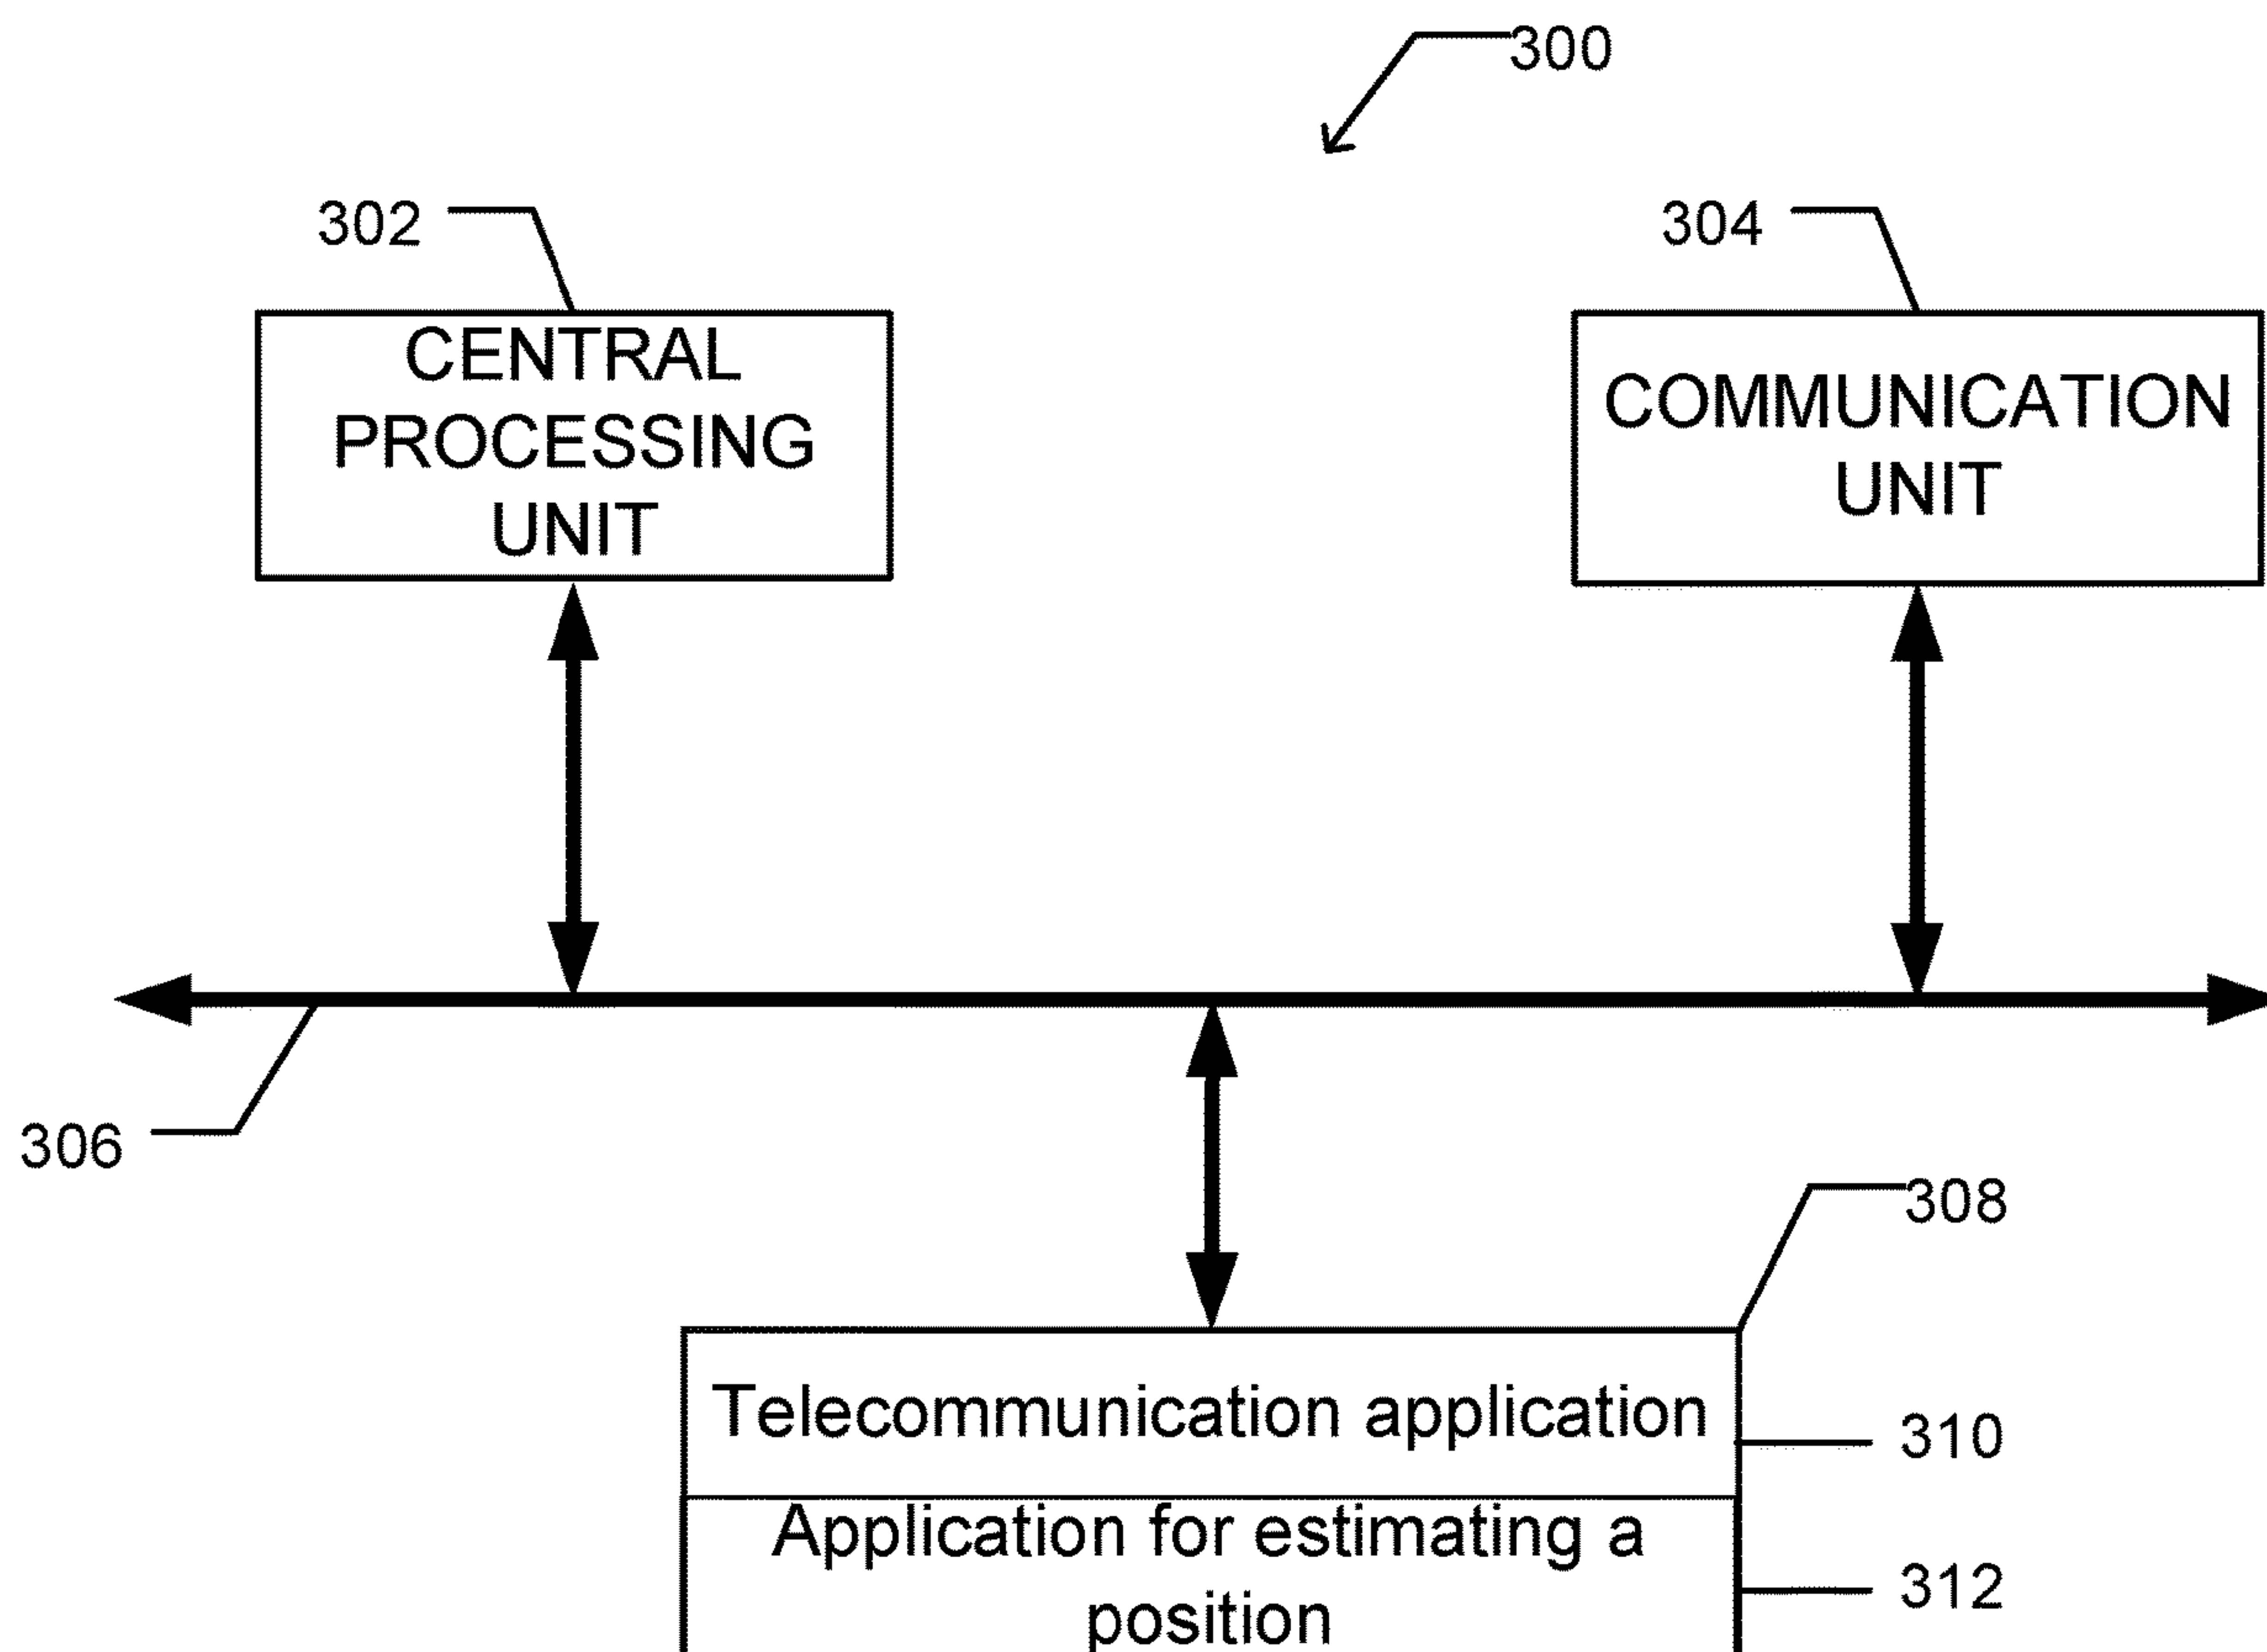 300
302
304
CENTRAL
PROCESSING
UNIT
COMMUNICATION
UNIT
306
308
Telecommunication application
310
Application for estimating a
position
312